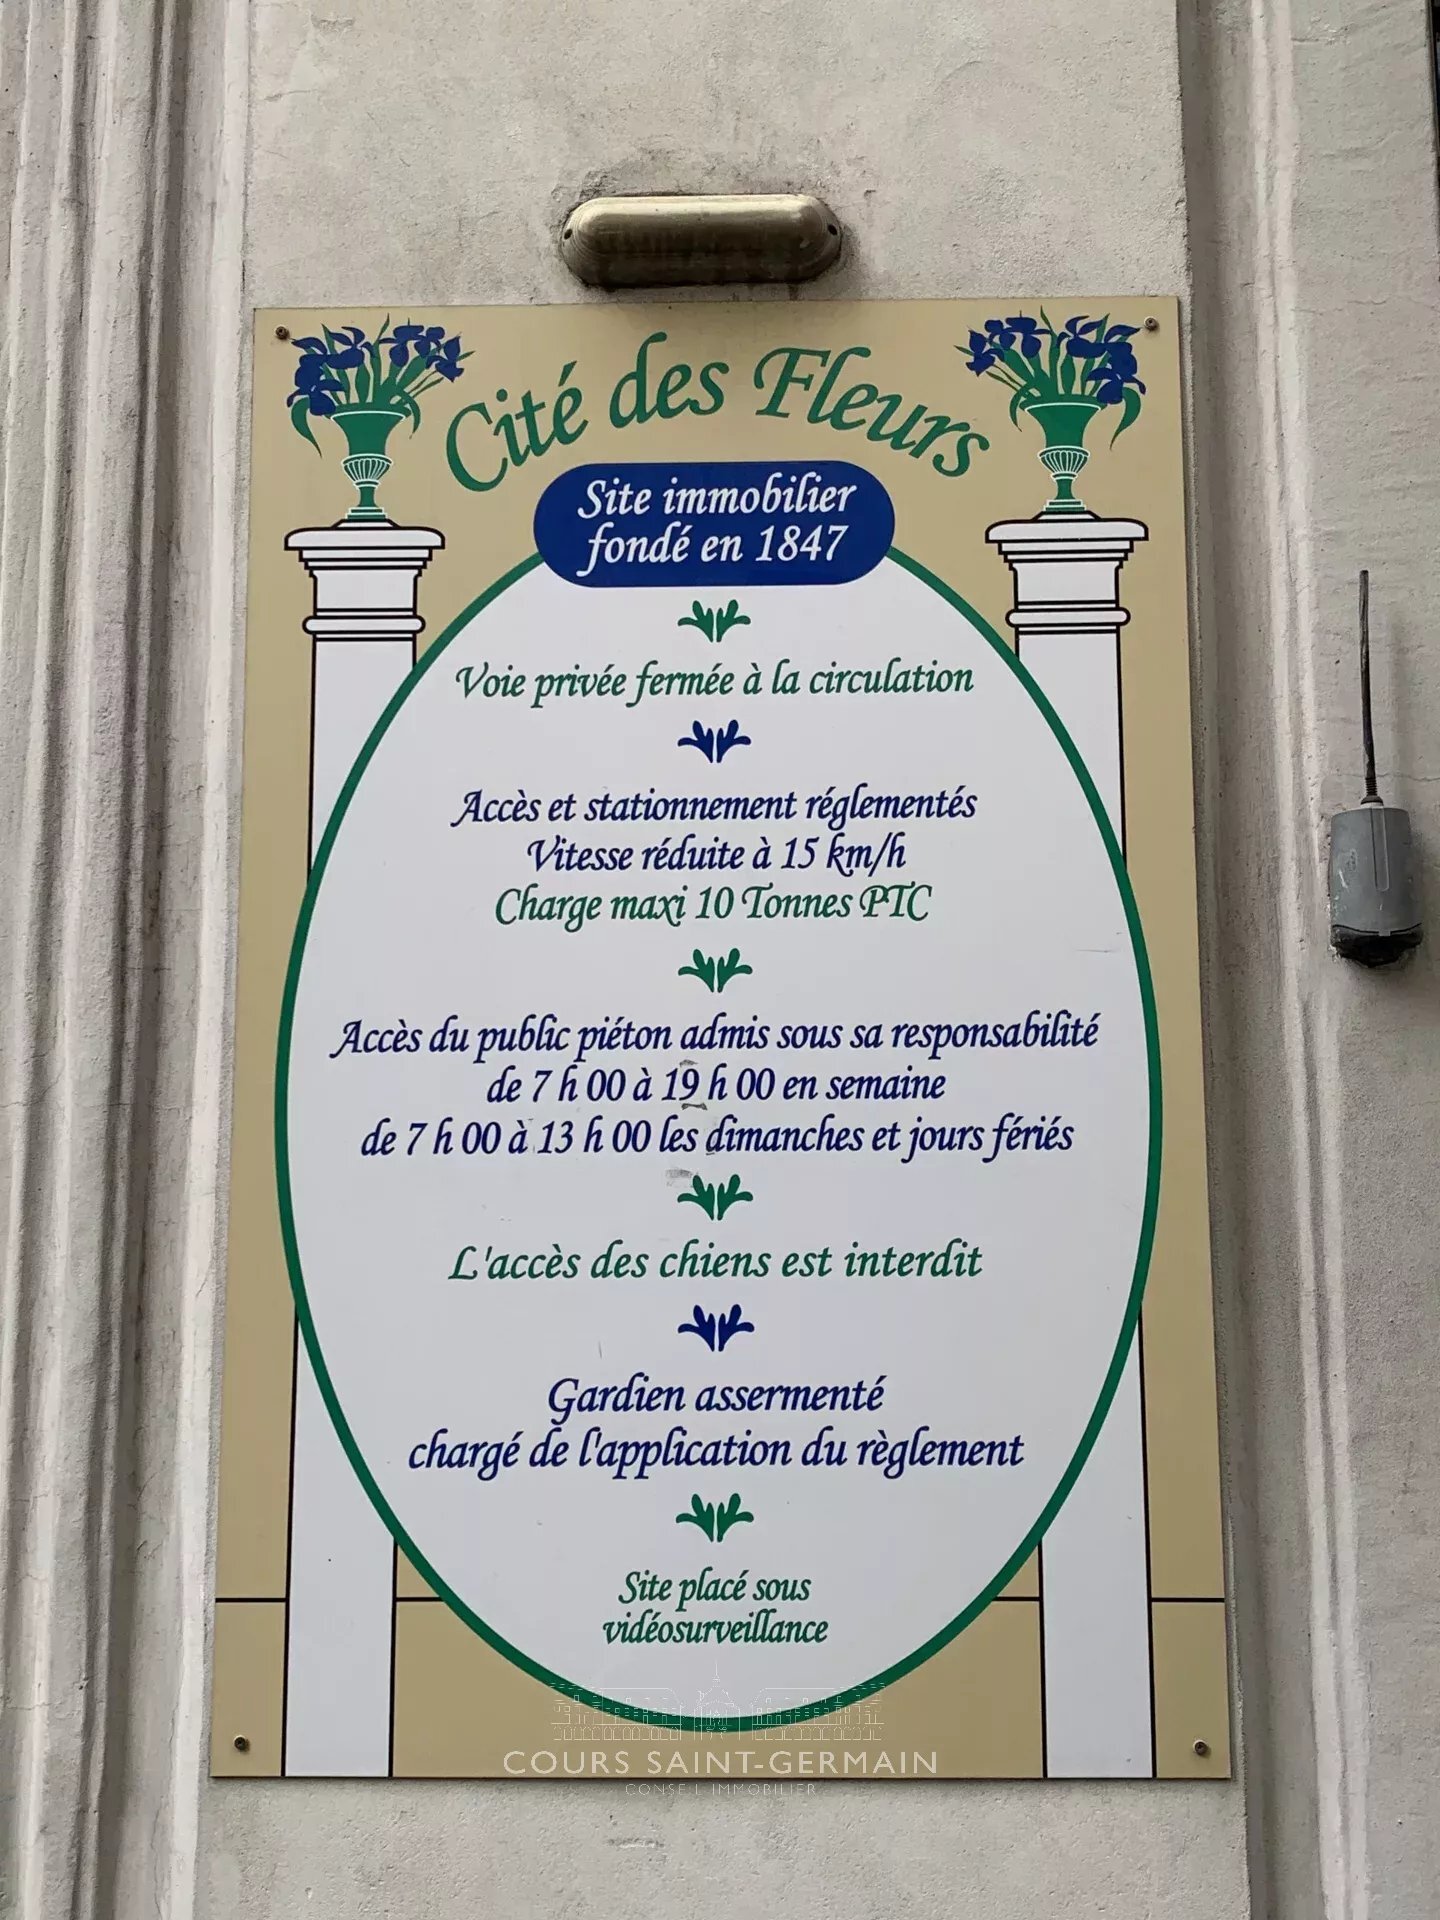 Cité des Fleurs
Site immobilier
fondé en 1847
Voie privée fermée à la circulation
Accès et stationnement réglementés
Vitesse réduite à 15 km/h
Charge maxi 10 Tonnes PTC
Accès du public piéton admis sous sa responsabilité
de 7 h 00 à 19 h 00 en semaine
de 7 h 00 à 13 h 00 les dimanches et jours fériés
L'accès des chiens est interdit
Gardien assermenté
chargé de l'application du règlement
Site placé sous
vidéosurveillance
COURS SAINT-GERMAIN
CONSEIL IMMOBILIER